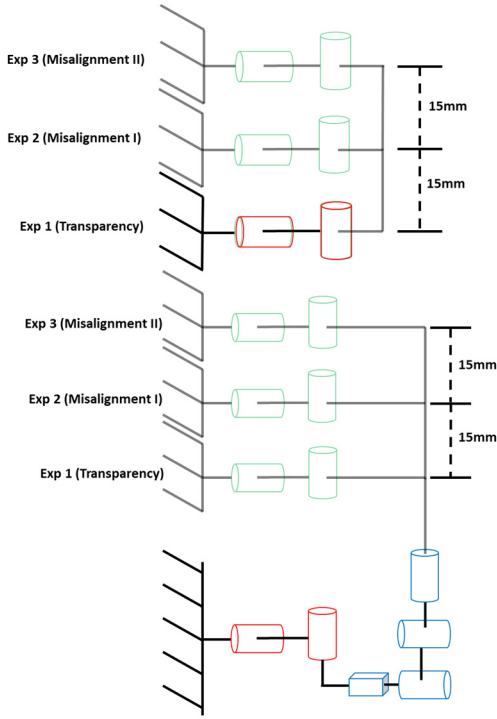 Exp 3 (Misalignment II)
15mm
Exp 2 (Misalignment I)
15mm
Exp 1 (Transparency)
Exp 3 (Misalignment II)
15mm
Exp 2 (Misalignment I)
15mm
Exp 1 (Transparency)